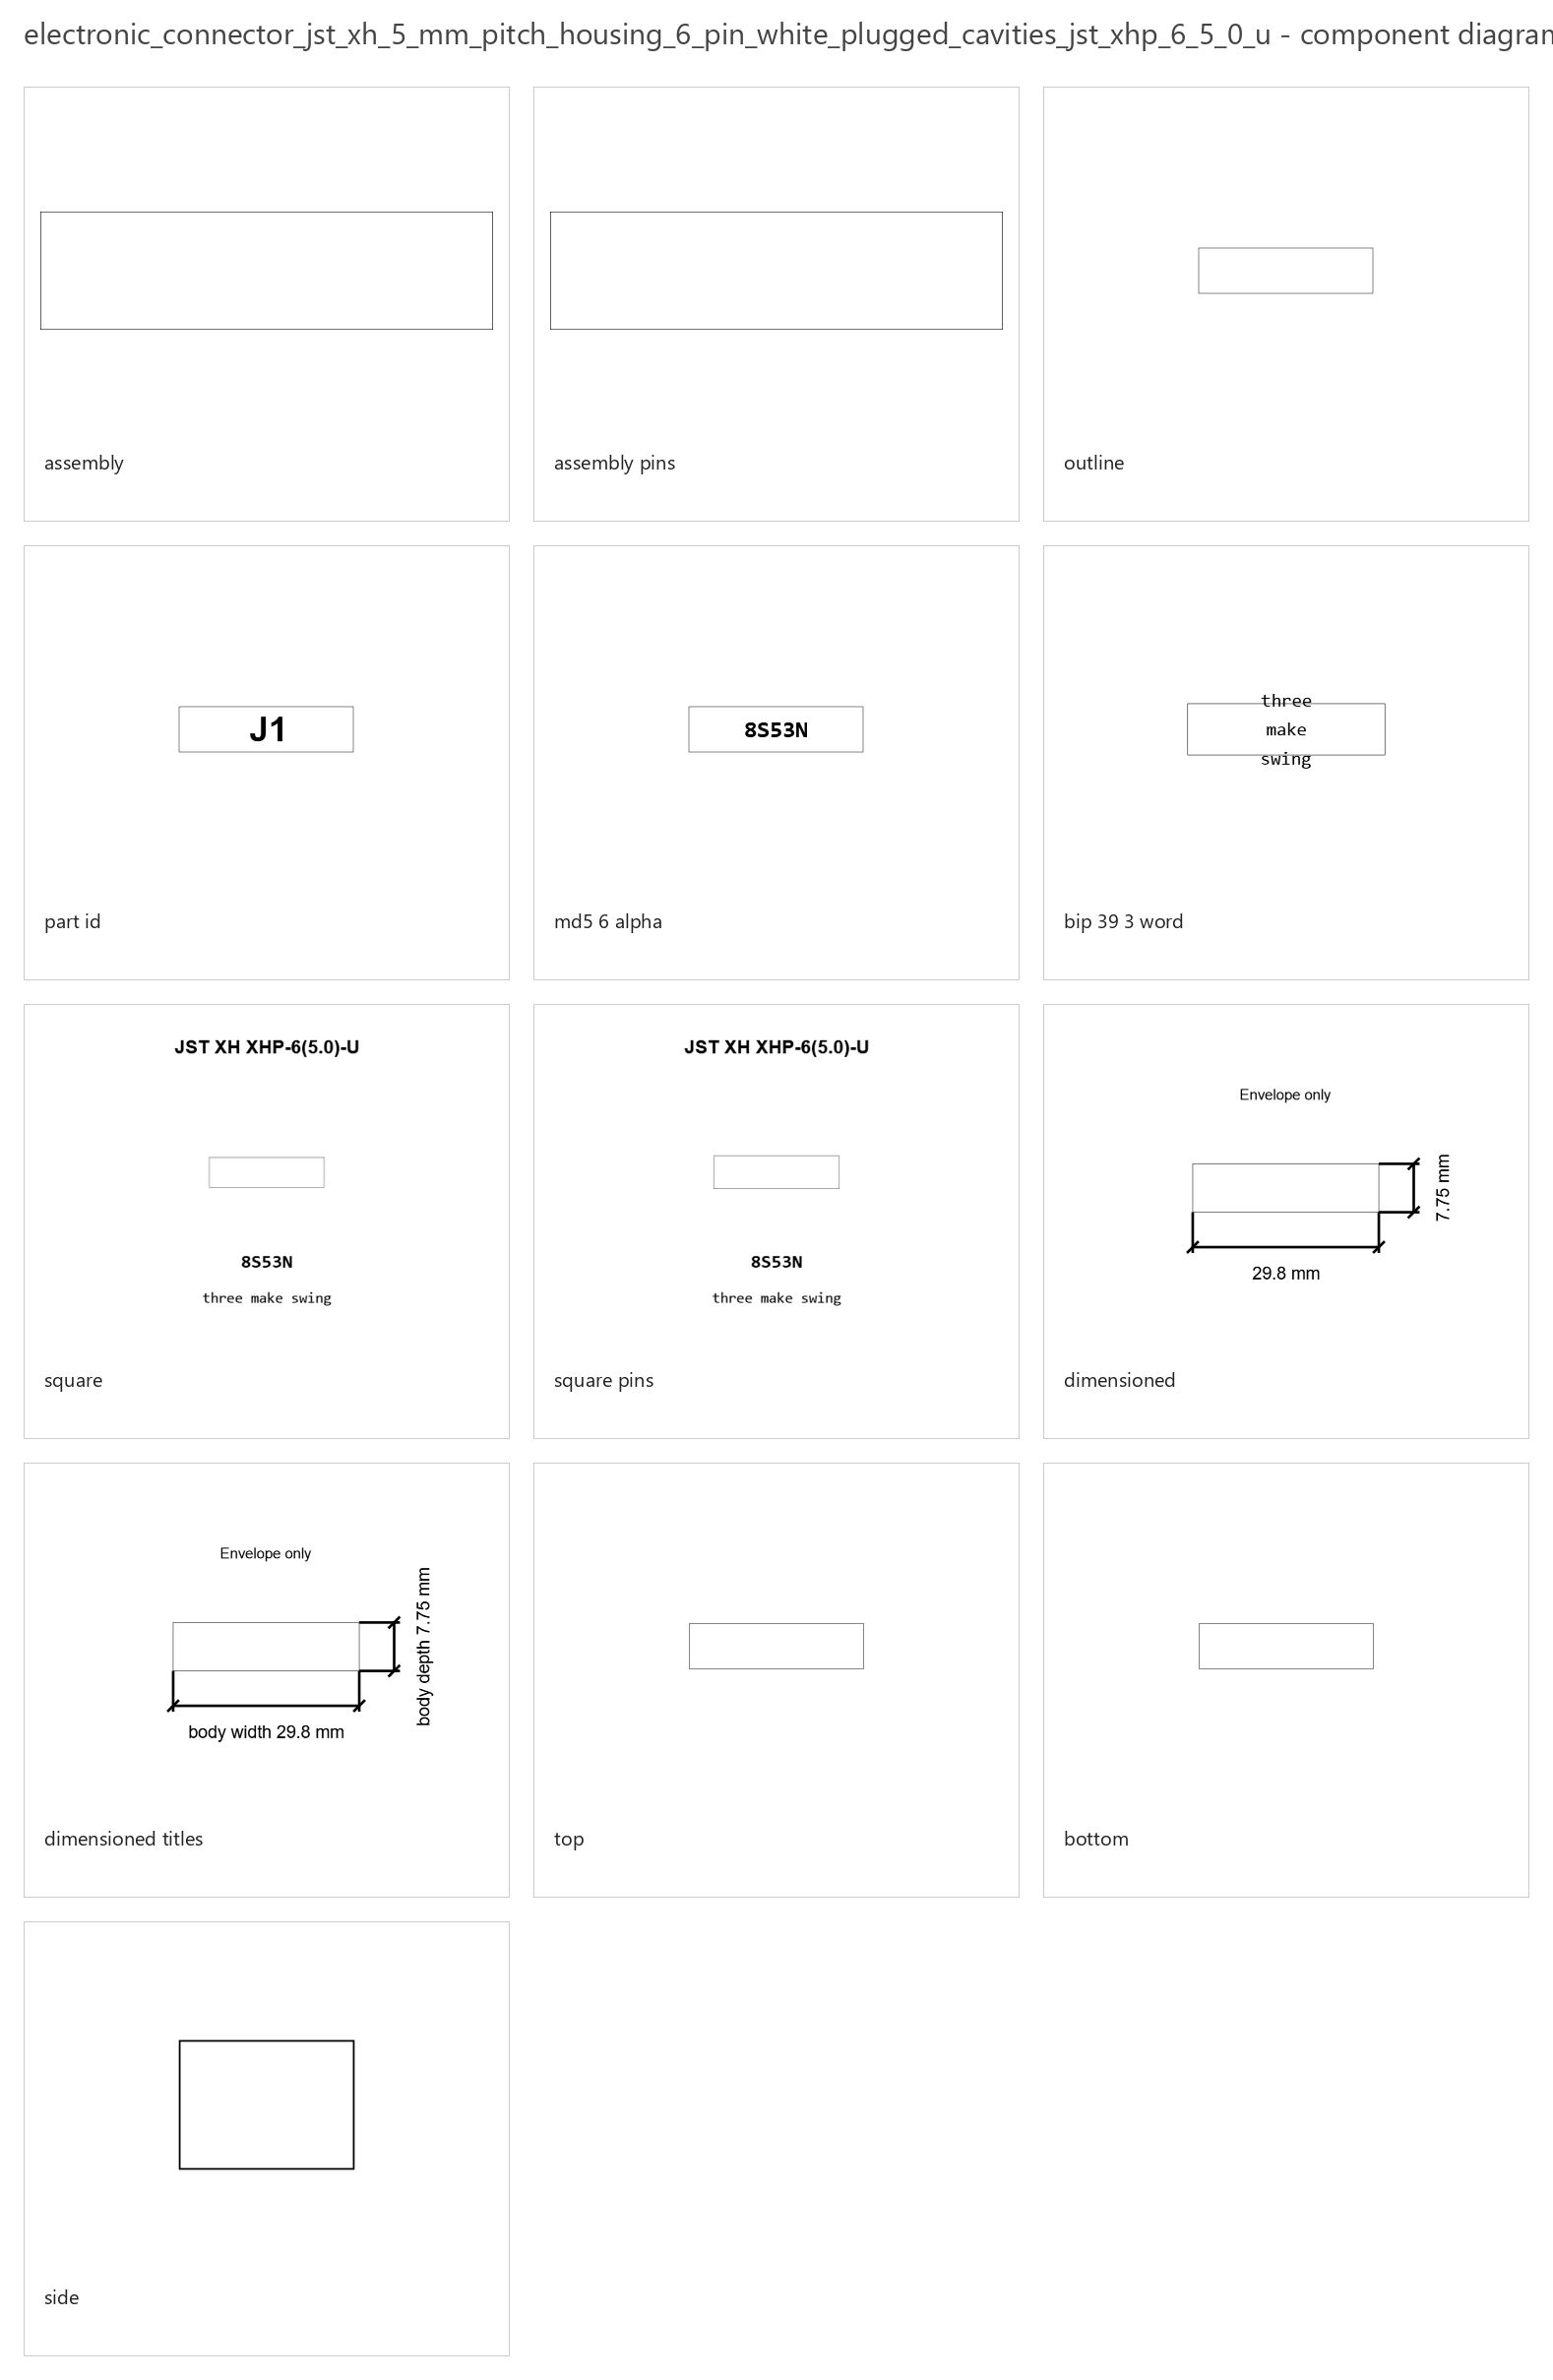 electronic_connector_jst_xh_5_mm_pitch_housing_6_pin_white_plugged_cavities_jst_xhp_6_5_0_u - component diagran
assembly
assembly pins
outline
J1
part id
8S53N
md5 6 alpha
three
make
swing
bip 39 3 word
JST XH XHP-6(5.0)-U
8S53N
three make swing
square
JST XH XHP-6(5.0)-U
8S53N
three make swing
square pins
Envelope only
7.75 mm
29.8 mm
dimensioned
Envelope only
body depth 7.75 mm
body width 29.8 mm
dimensioned titles
top
bottom
side